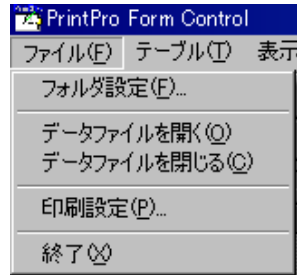 PrintPro Form Control
ファイル(F) テーブル(T) 表示
フォルダ設定(F)...
データファイルを開く(O)
データファイルを閉じる(C)
印刷設定(P)...
終了(X)